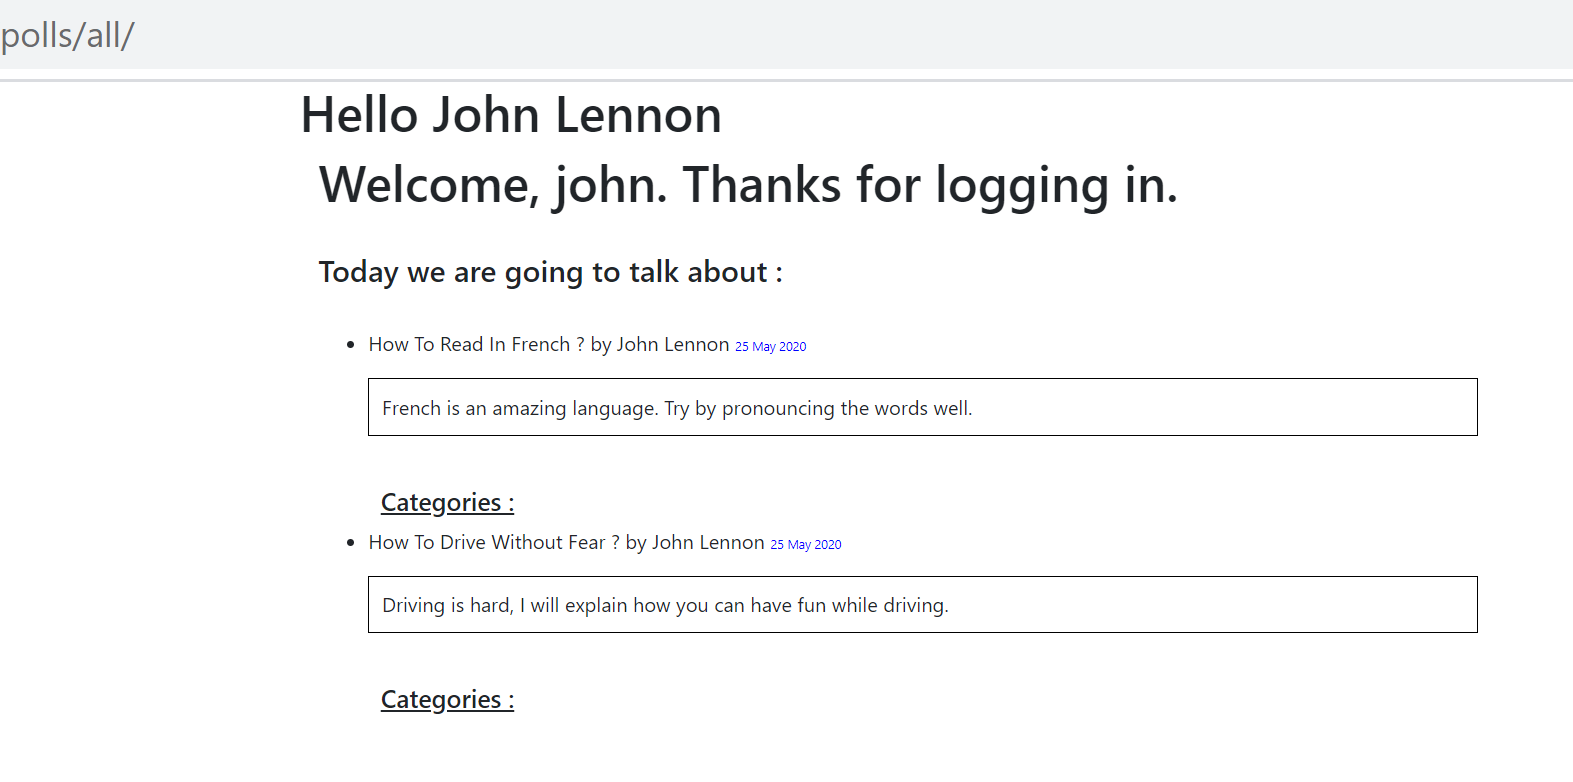 polls/all/
Hello John Lennon
Welcome, john. Thanks for logging in.
Today we are going to talk about :
How To Read In French ? by John Lennon 25 May 2020
French is an amazing language. Try by pronouncing the words well.
Categories :
How To Drive Without Fear ? by John Lennon 25 May 2020
Driving is hard, I will explain how you can have fun while driving.
Categories :